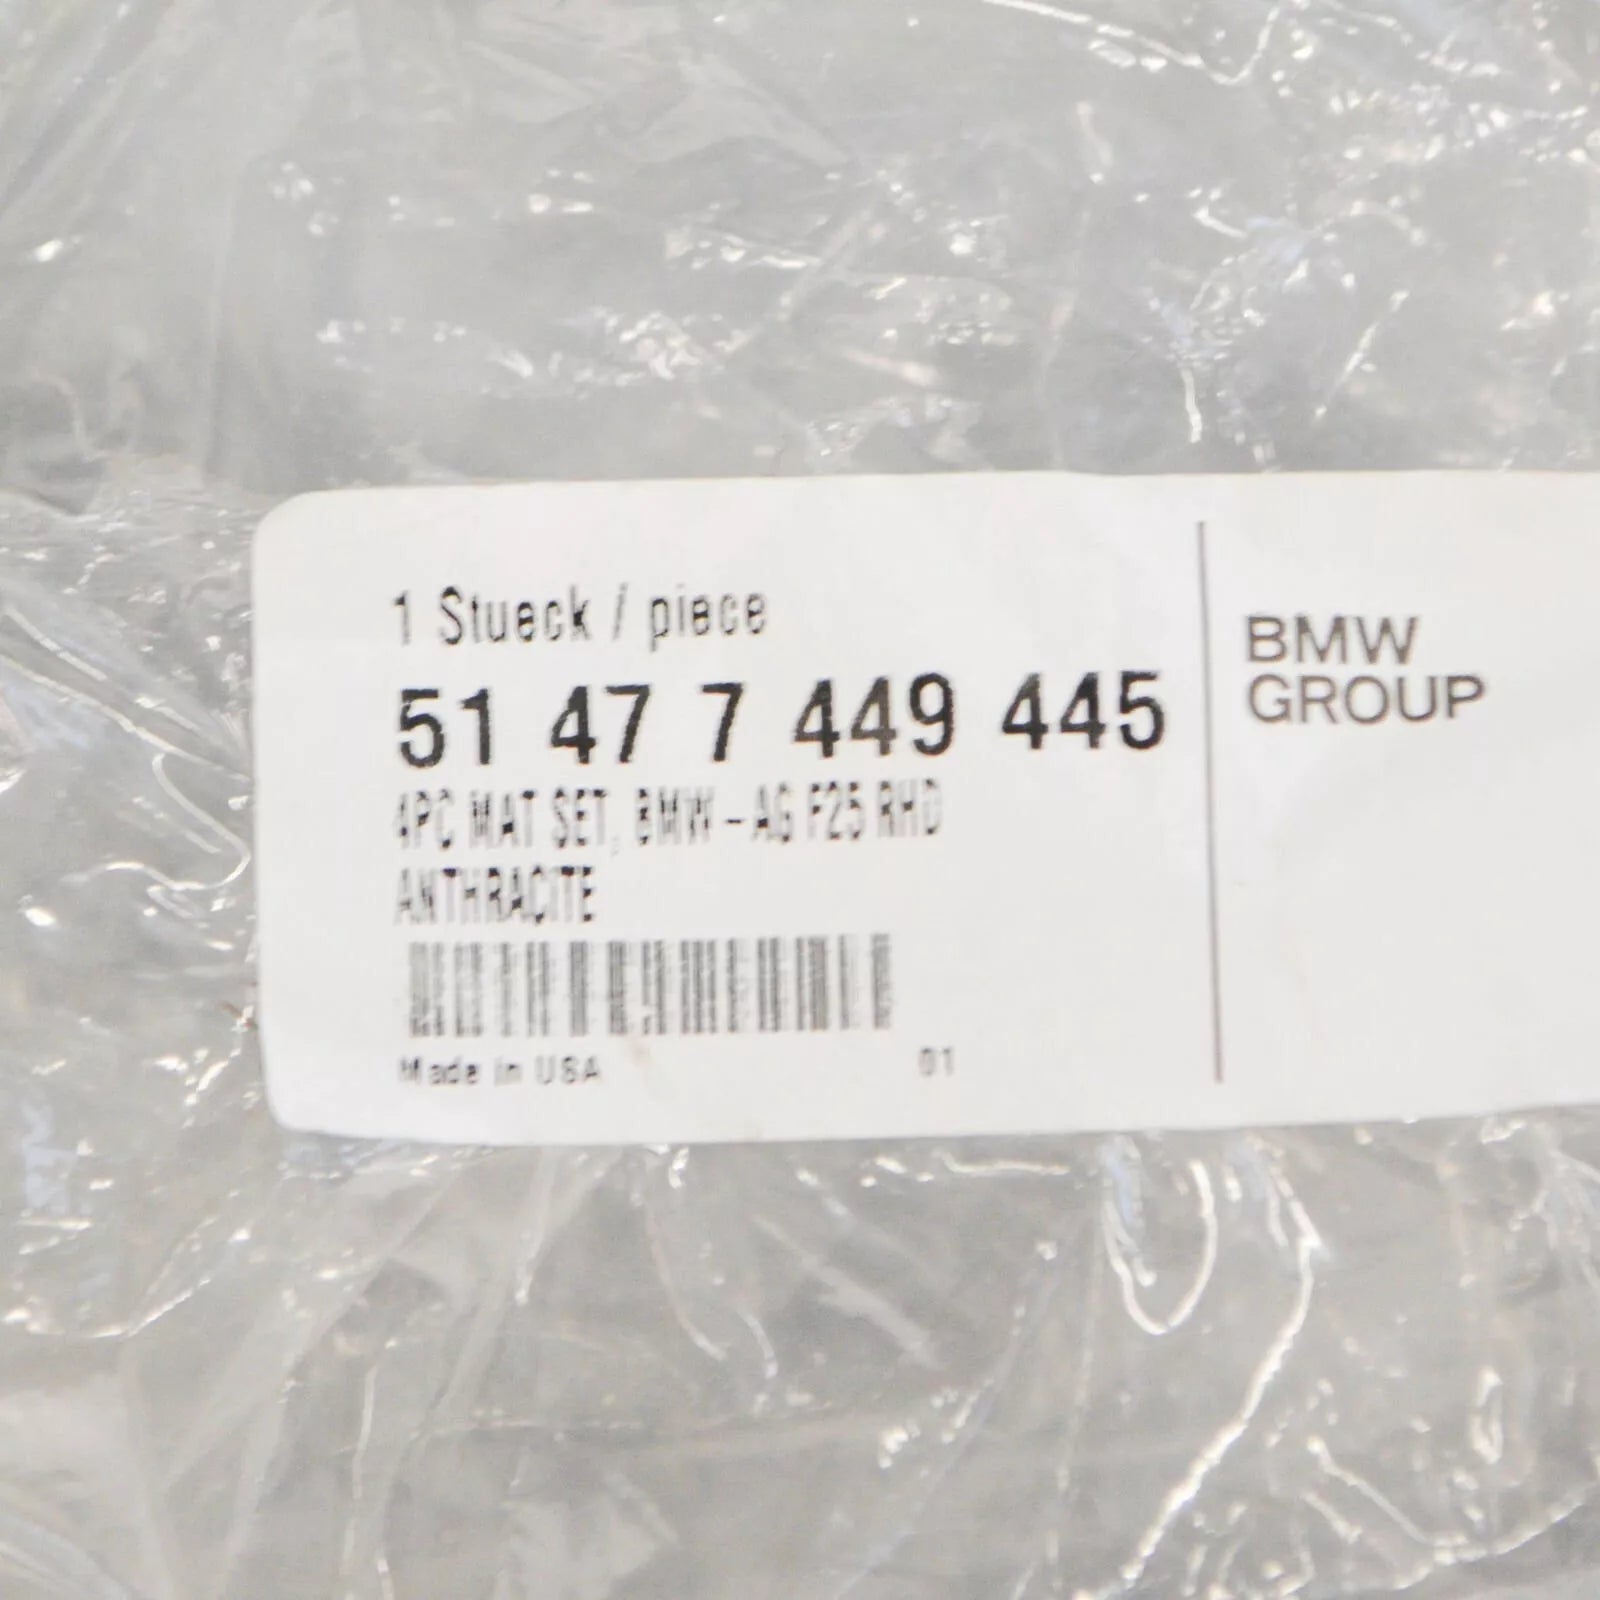 1 Stueck / piece
51 47 7 449 445
4PC MAT SET, BMW-AG F25 RHD
ANTHRACITE
Made in USA 01
BMW
GROUP